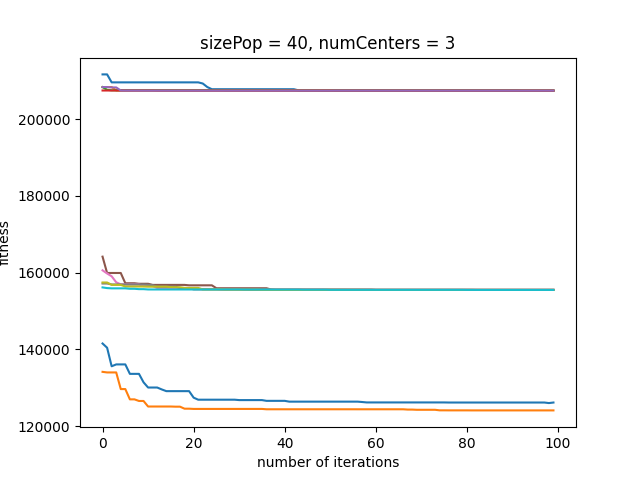 sizePop = 40, numCenters = 3
200000
180000
160000
140000
120000
fitness
0 20 40 60 80 100
number of iterations